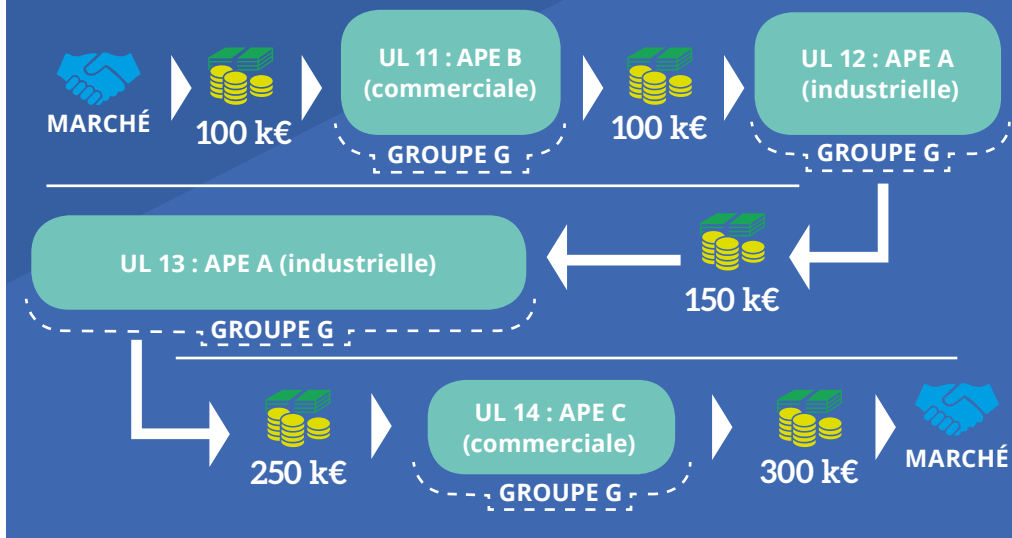 MARCHÉ
100 k€
UL 11 : APE B
(commerciale)
GROUPE G
100 k€
UL 12 : APE A
(industrielle)
GROUPE G
150 k€
UL 13 : APE A (industrielle)
GROUPE G
250 k€
UL 14 : APE C
(commerciale)
GROUPE G
300 k€
MARCHÉ